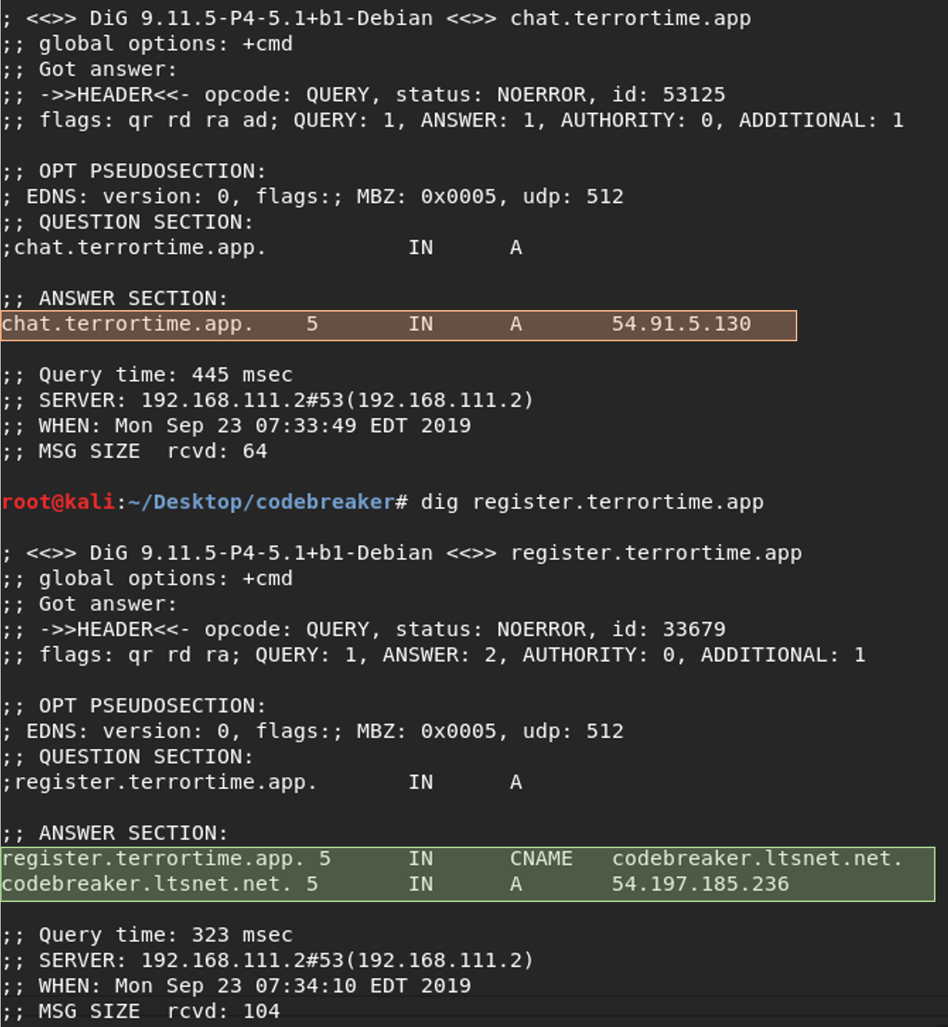 ; <<>> DiG 9.11.5-P4-5.1+b1-Debian <<>> chat.terrortime.app
;; global options: +cmd
;; Got answer:
;; ->>HEADER<<- opcode: QUERY, status: NOERROR, id: 53125
;; flags: qr rd ra ad; QUERY: 1, ANSWER: 1, AUTHORITY: 0, ADDITIONAL: 1

;; OPT PSEUDOSECTION:
; EDNS: version: 0, flags:; MBZ: 0x0005, udp: 512
;; QUESTION SECTION:
;chat.terrortime.app.           IN      A

;; ANSWER SECTION:
chat.terrortime.app.    5       IN      A       54.91.5.130

;; Query time: 445 msec
;; SERVER: 192.168.111.2#53(192.168.111.2)
;; WHEN: Mon Sep 23 07:33:49 EDT 2019
;; MSG SIZE  rcvd: 64

root@kali:~/Desktop/codebreaker# dig register.terrortime.app

; <<>> DiG 9.11.5-P4-5.1+b1-Debian <<>> register.terrortime.app
;; global options: +cmd
;; Got answer:
;; ->>HEADER<<- opcode: QUERY, status: NOERROR, id: 33679
;; flags: qr rd ra; QUERY: 1, ANSWER: 2, AUTHORITY: 0, ADDITIONAL: 1

;; OPT PSEUDOSECTION:
; EDNS: version: 0, flags:; MBZ: 0x0005, udp: 512
;; QUESTION SECTION:
;register.terrortime.app.       IN      A

;; ANSWER SECTION:
register.terrortime.app. 5      IN      CNAME   codebreaker.ltsnet.net.
codebreaker.ltsnet.net. 5       IN      A       54.197.185.236

;; Query time: 323 msec
;; SERVER: 192.168.111.2#53(192.168.111.2)
;; WHEN: Mon Sep 23 07:34:10 EDT 2019
;; MSG SIZE  rcvd: 104